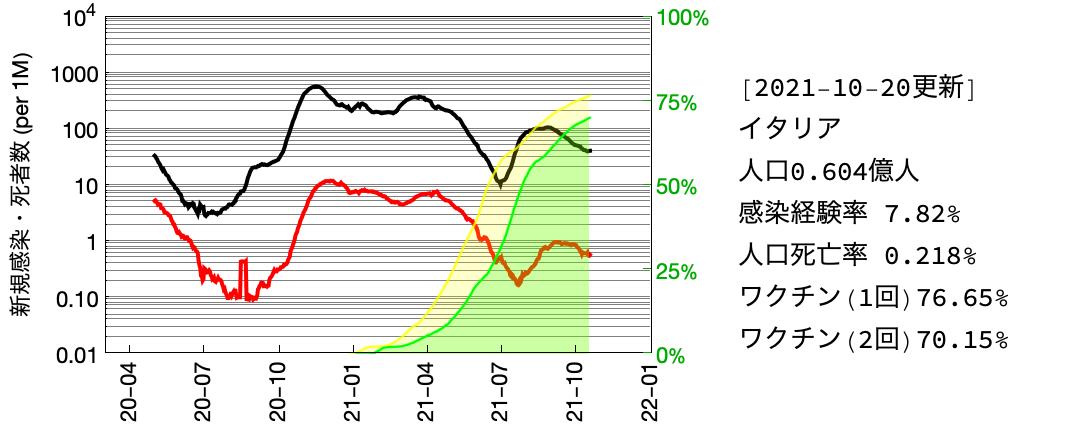 10^4
1000
100
10
1
0.10
0.01
新規感染・死者数 (per 1M)
100%
75%
50%
25%
0%
20-04
20-07
20-10
21-01
21-04
21-07
21-10
22-01
[2021-10-20更新]
イタリア
人口0.604億人
感染経験率 7.82%
人口死亡率 0.218%
ワクチン(1回)76.65%
ワクチン(2回)70.15%